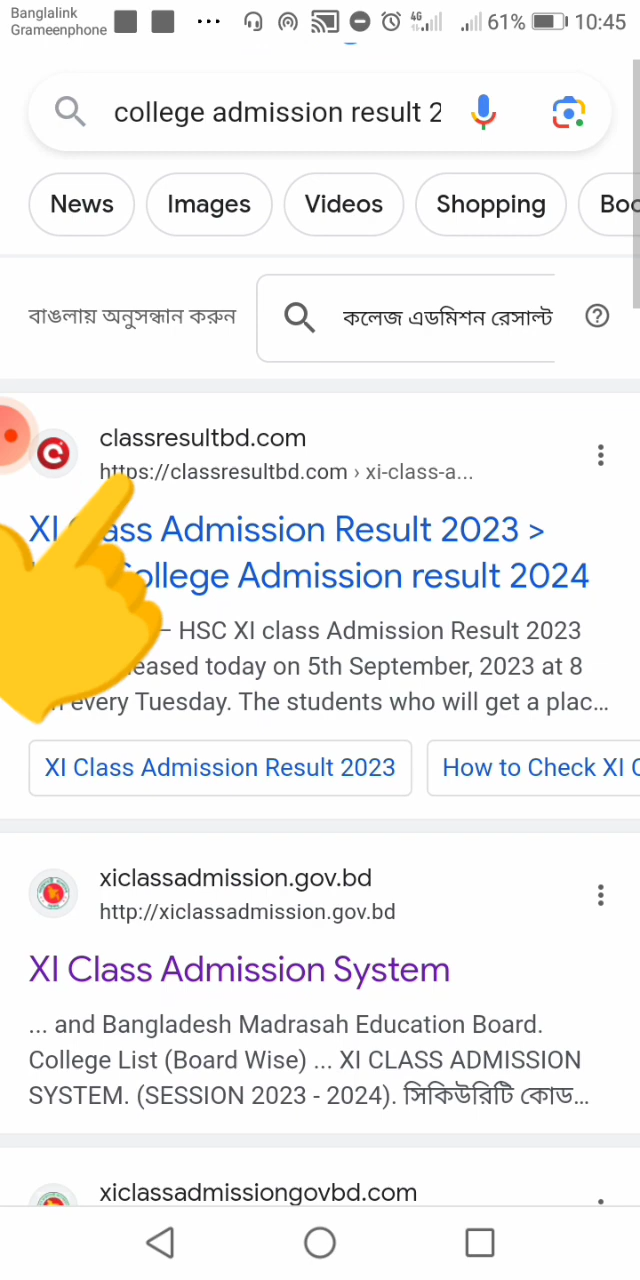 Banglalink
Grameenphone
4G
61%
10:45
college admission result 2
News
Images
Videos
Shopping
Boo
বাঙলায় অনুসন্ধান করুন
কলেজ এডমিশন রেসাল্ট
classresultbd.com
https://classresultbd.com › xi-class-a...
XI Class Admission Result 2023 >
College Admission result 2024
– HSC XI class Admission Result 2023
eased today on 5th September, 2023 at 8
every Tuesday. The students who will get a plac...
XI Class Admission Result 2023
How to Check XI C
xiclassadmission.gov.bd
http://xiclassadmission.gov.bd
XI Class Admission System
... and Bangladesh Madrasah Education Board.
College List (Board Wise) ... XI CLASS ADMISSION
SYSTEM. (SESSION 2023 - 2024). সিকিউরিটি কোড...
xiclassadmissiongovbd.com